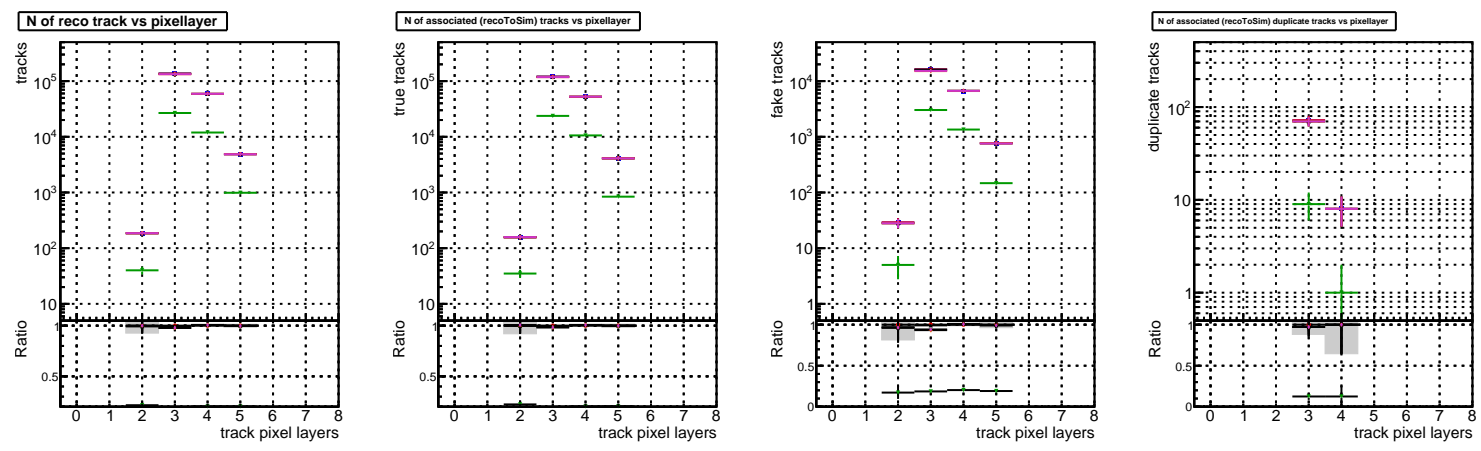 N of reco track vs pixellayer
tracks
10^5
10^4
10^3
10^2
10
Ratio
1
0.5
0 1 2 3 4 5 6 7 8
track pixel layers
N of associated (recoToSim) tracks vs pixellayer
true tracks
10^5
10^4
10^3
10^2
10
Ratio
1
0.5
0 1 2 3 4 5 6 7 8
track pixel layers
fake tracks
10^4
10^3
10^2
10
1
Ratio
1
0.5
0
0 1 2 3 4 5 6 7 8
track pixel layers
N of associated (recoToSim) duplicate tracks vs pixellayer
duplicate tracks
10^2
10
1
Ratio
1
0.5
0
0 1 2 3 4 5 6 7 8
track pixel layers